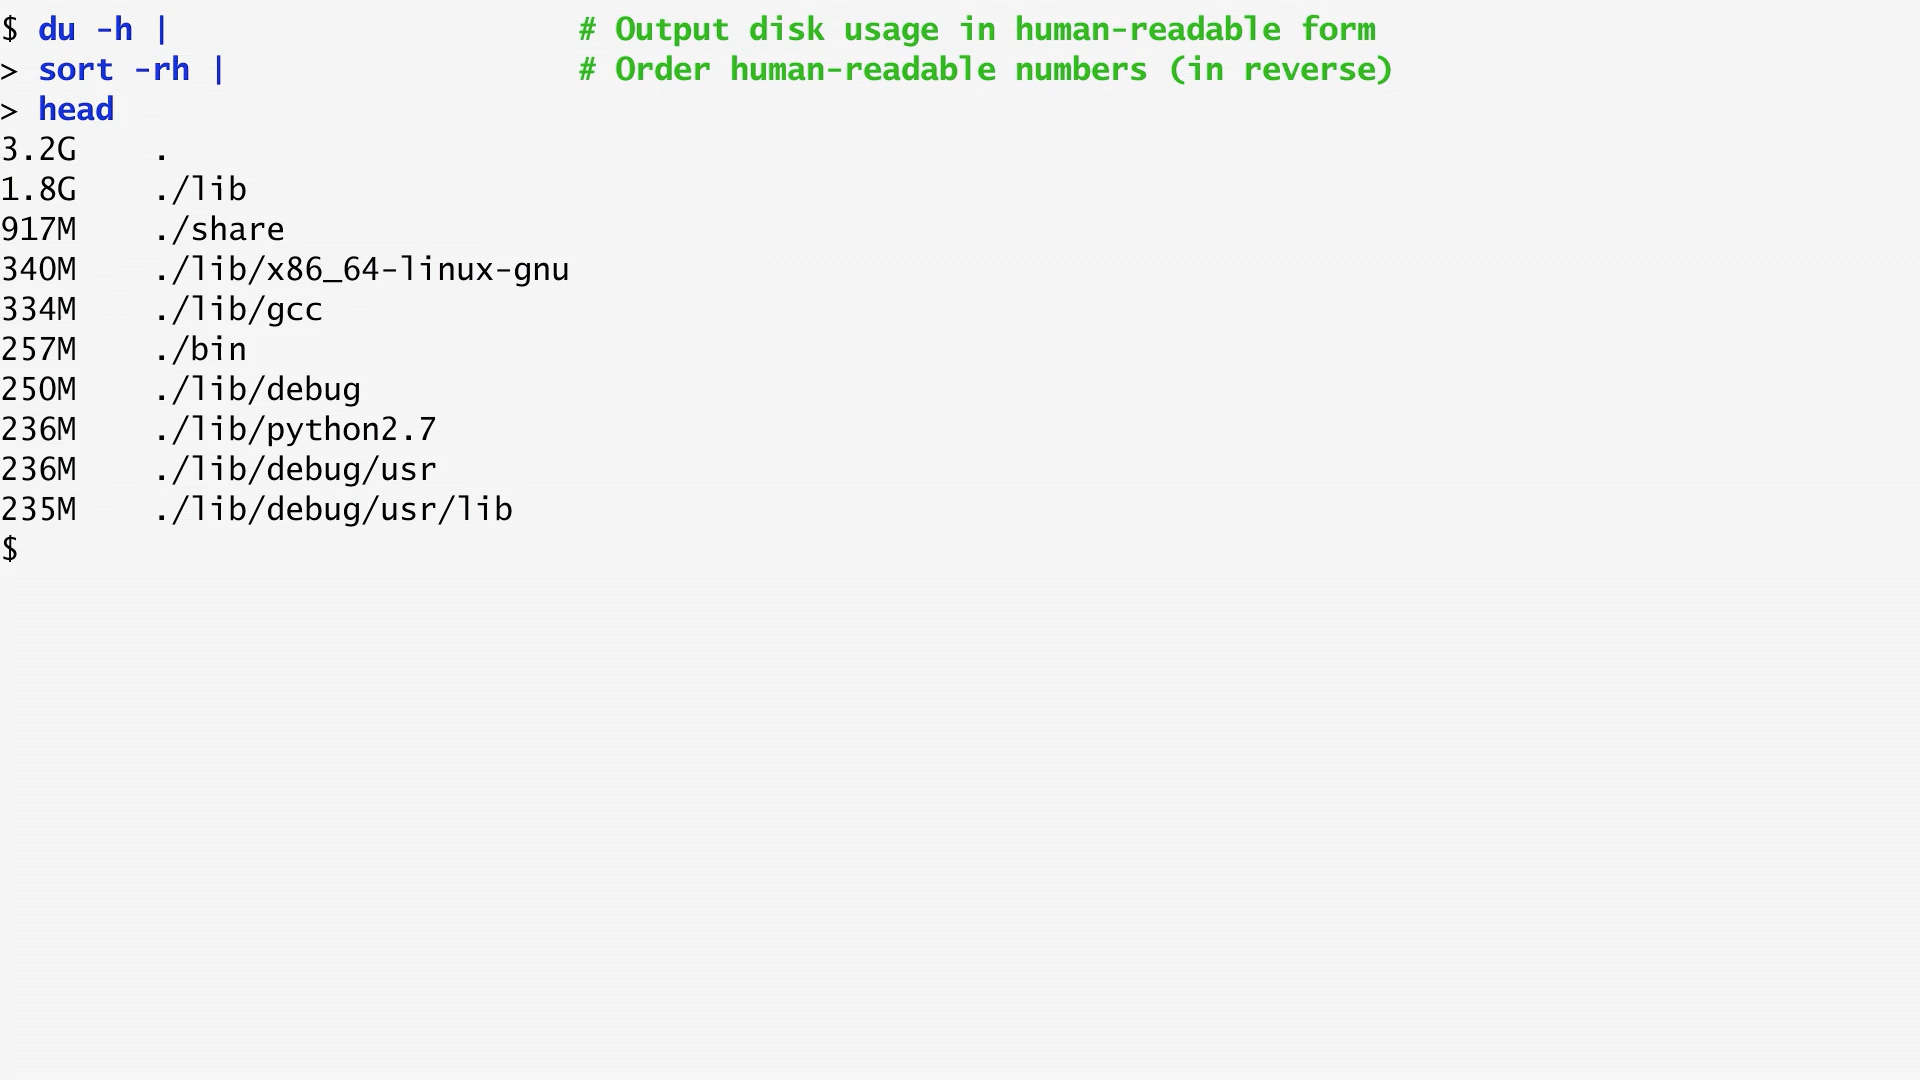 $ du -h |                      # Output disk usage in human-readable form
> sort -rh |                   # Order human-readable numbers (in reverse)
> head
3.2G    .
1.8G    ./lib
917M    ./share
340M    ./lib/x86_64-linux-gnu
334M    ./lib/gcc
257M    ./bin
250M    ./lib/debug
236M    ./lib/python2.7
236M    ./lib/debug/usr
235M    ./lib/debug/usr/lib
$